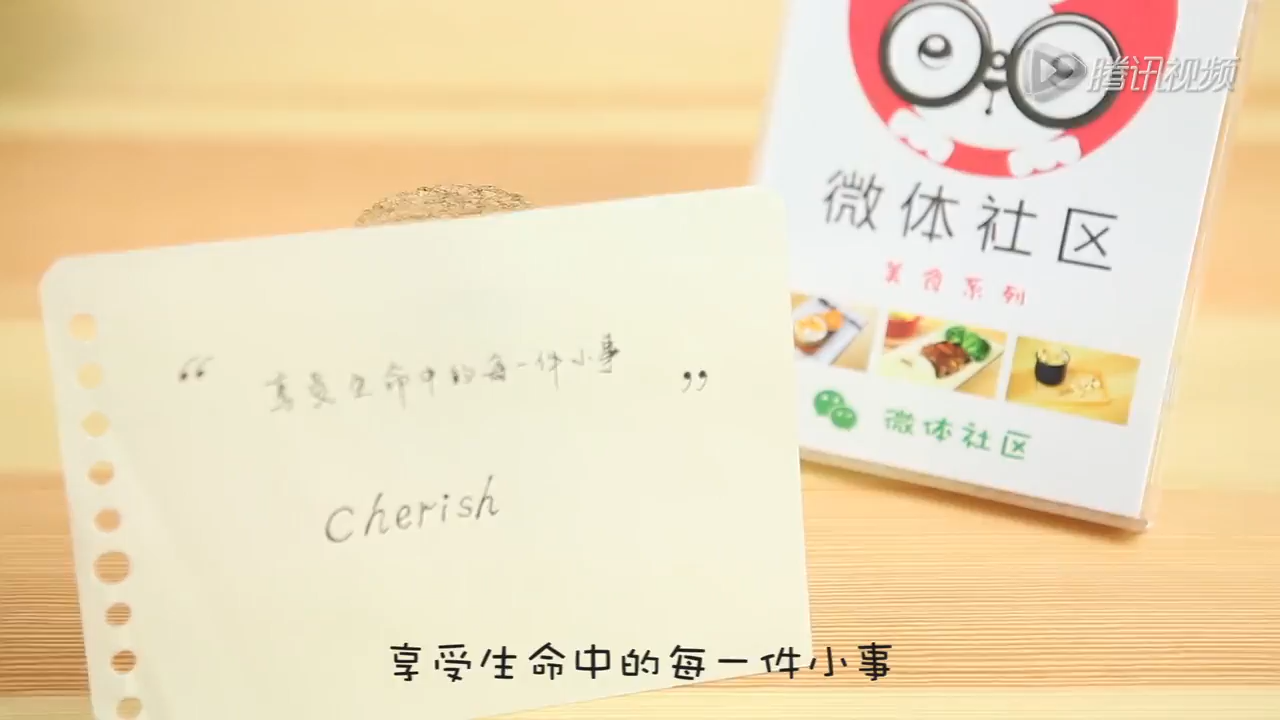 腾讯视频
微体社区
美食系列
微体社区
“ 享受生命中的每一件小事 ”
Cherish
享受生命中的每一件小事